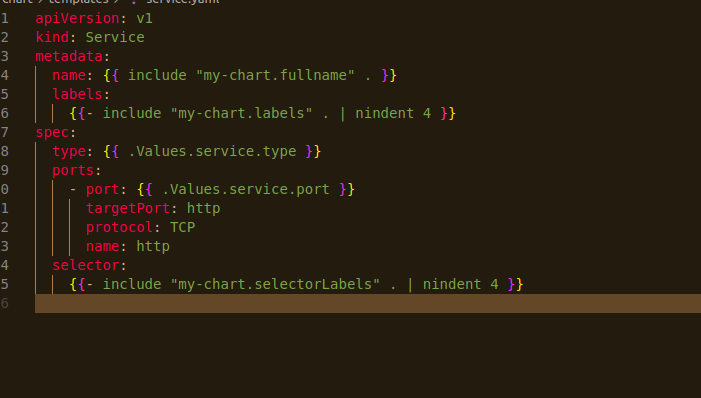 chart > templates > service.yaml
1 apiVersion: v1
2 kind: Service
3 metadata:
4   name: {{ include "my-chart.fullname" . }}
5   labels:
6     {{- include "my-chart.labels" . | nindent 4 }}
7 spec:
8   type: {{ .Values.service.type }}
9   ports:
0     - port: {{ .Values.service.port }}
1       targetPort: http
2       protocol: TCP
3       name: http
4   selector:
5     {{- include "my-chart.selectorLabels" . | nindent 4 }}
6